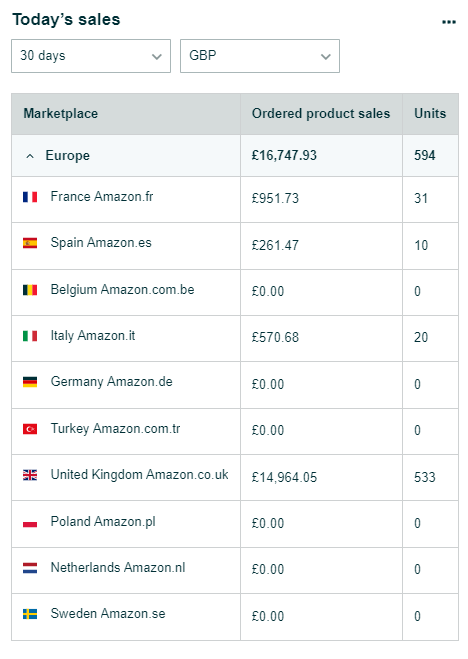 Today's sales
30 days GBP
Marketplace Ordered product sales Units
Europe £16,747.93 594
France Amazon.fr £951.73 31
Spain Amazon.es £261.47 10
Belgium Amazon.com.be £0.00 0
Italy Amazon.it £570.68 20
Germany Amazon.de £0.00 0
Turkey Amazon.com.tr £0.00 0
United Kingdom Amazon.co.uk £14,964.05 533
Poland Amazon.pl £0.00 0
Netherlands Amazon.nl £0.00 0
Sweden Amazon.se £0.00 0